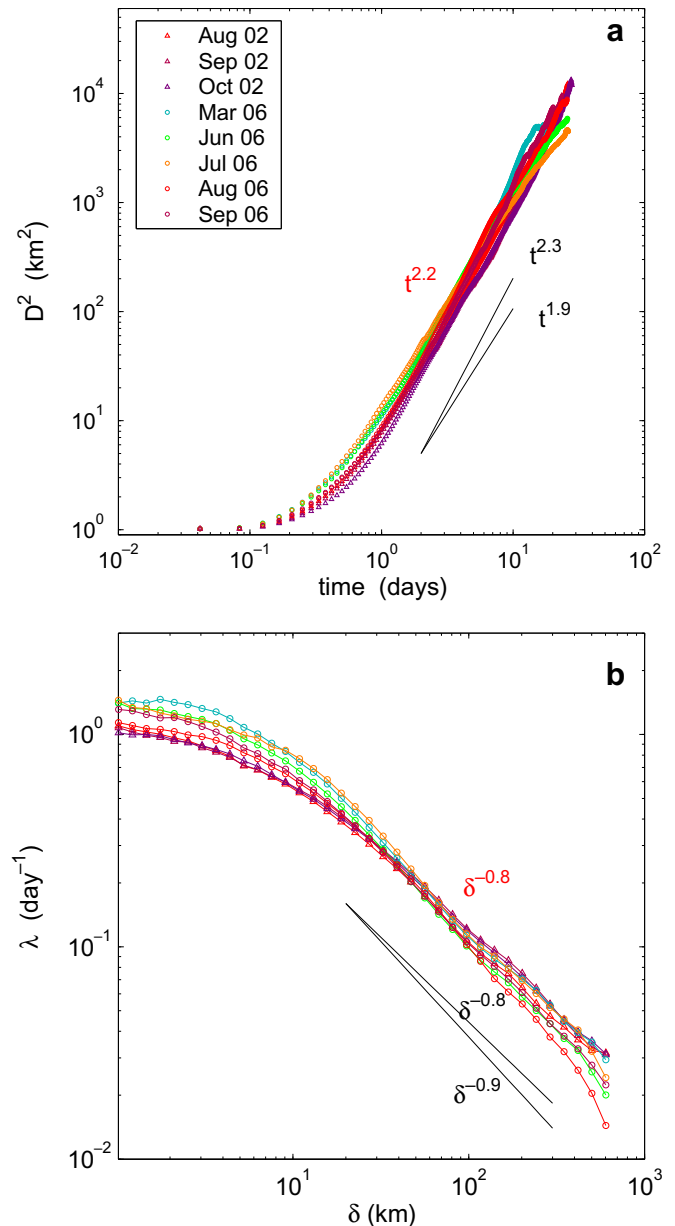 a
Aug 02
Sep 02
Oct 02
Mar 06
Jun 06
Jul 06
Aug 06
Sep 06
10^4
10^3
10^2
10^1
10^0
D^2 (km^2)
t^2.2
t^2.3
t^1.9
10^−2
10^−1
10^0
10^1
10^2
time (days)
b
10^0
10^−1
10^−2
λ (day^−1)
δ^−0.8
δ^−0.8
δ^−0.9
10^1
10^2
10^3
δ (km)